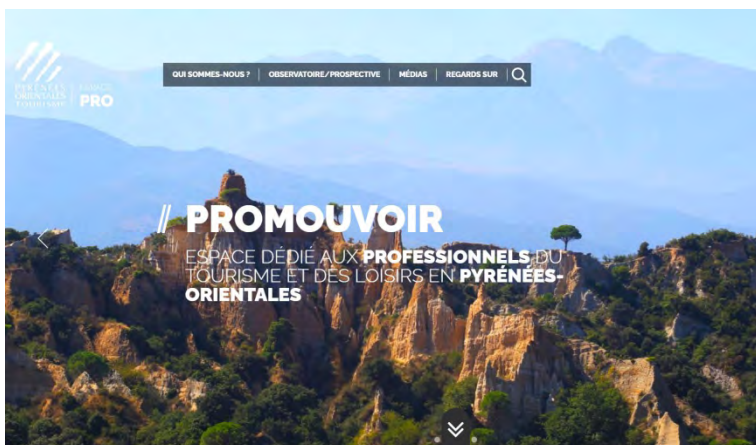 PYRÉNÉES
ORIENTALES
TOURISME
ESPACE
PRO
QUI SOMMES-NOUS ?
OBSERVATOIRE/PROSPECTIVE
MÉDIAS
REGARDS SUR
// PROMOUVOIR
ESPACE DÉDIÉ AUX PROFESSIONNELS DU
TOURISME ET DES LOISIRS EN PYRÉNÉES-
ORIENTALES